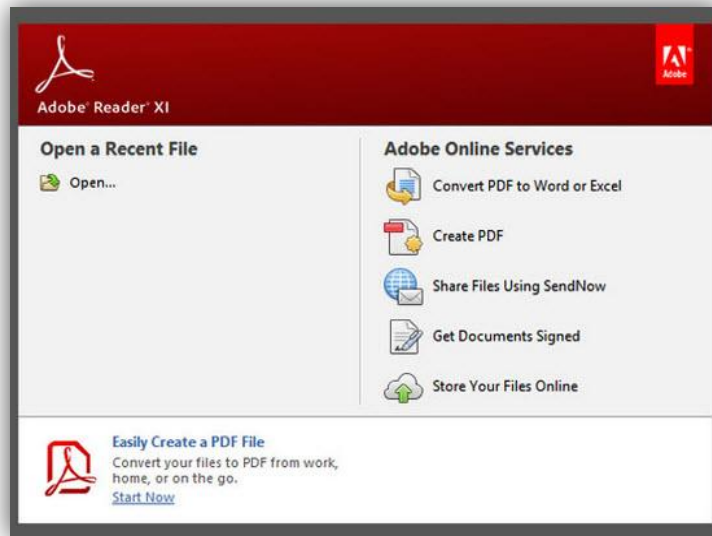 Adobe® Reader® XI
Adobe
Open a Recent File
Open...
Adobe Online Services
Convert PDF to Word or Excel
Create PDF
Share Files Using SendNow
Get Documents Signed
Store Your Files Online
Easily Create a PDF File
Convert your files to PDF from work,
home, or on the go.
Start Now